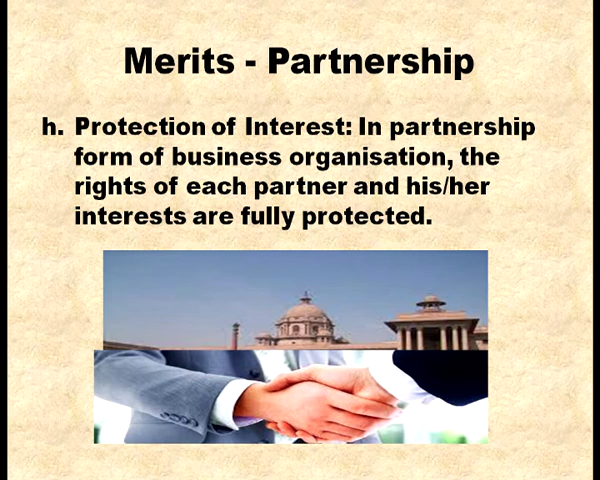 Merits - Partnership
h. Protection of Interest: In partnership
form of business organisation, the
rights of each partner and his/her
interests are fully protected.